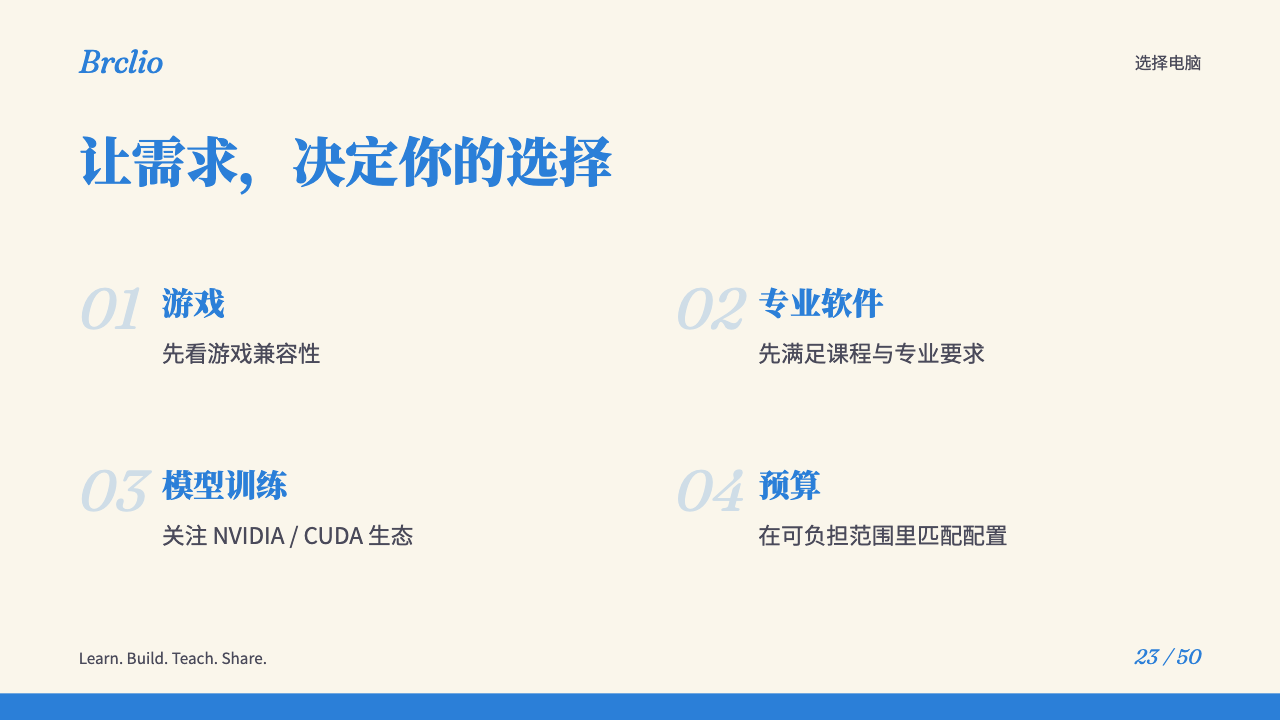 Brclio
选择电脑
让需求，决定你的选择
01 游戏
先看游戏兼容性
02 专业软件
先满足课程与专业要求
03 模型训练
关注 NVIDIA / CUDA 生态
04 预算
在可负担范围里匹配配置
Learn. Build. Teach. Share.
23 / 50